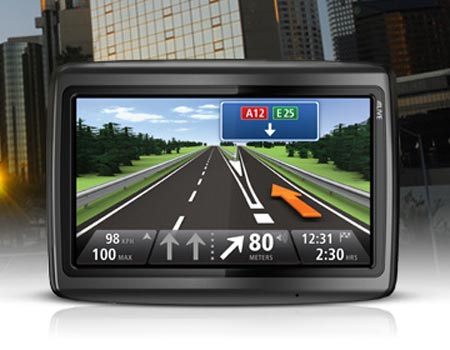 A12 E25
LIVE
98 KPH
100 MAX
80
METERS
12:31
2:30 HRS